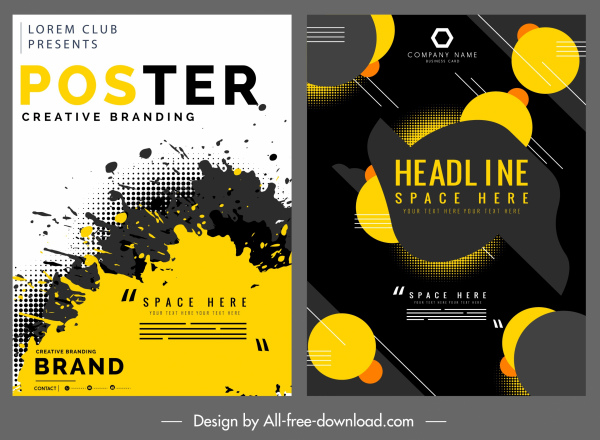 LOREM CLUB
PRESENTS
POSTER
CREATIVE BRANDING
“ SPACE HERE
YOUR TEXT HERE YOUR TEXT HERE
"
CREATIVE BRANDING
BRAND
CONTACT |
COMPANY NAME
BUSINESS CARD
HEADLINE
SPACE HERE
YOUR TEXT HERE YOUR TEXT HERE
“ SPACE HERE
YOUR TEXT HERE YOUR TEXT HERE
"
Design by All-free-download.com